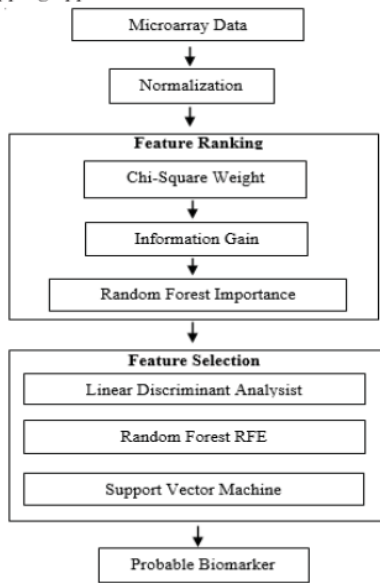 Microarray Data
Normalization
Feature Ranking
Chi-Square Weight
Information Gain
Random Forest Importance
Feature Selection
Linear Discriminant Analysist
Random Forest RFE
Support Vector Machine
Probable Biomarker